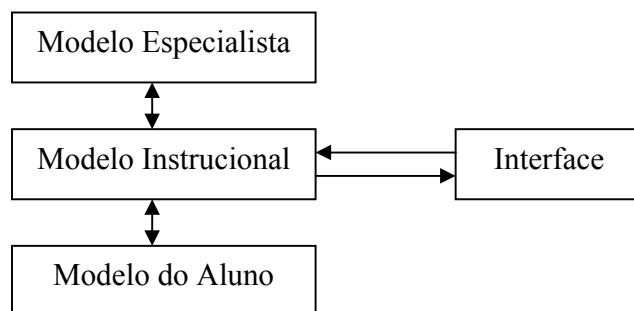 Modelo Especialista
Modelo Instrucional
Interface
Modelo do Aluno